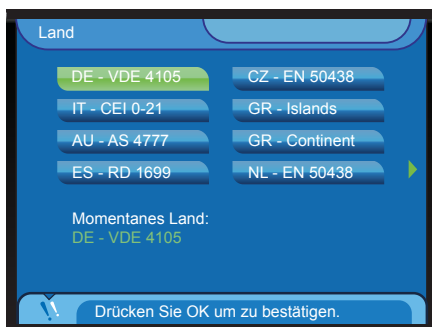 Land
DE - VDE 4105
CZ - EN 50438
IT - CEI 0-21
GR - Islands
AU - AS 4777
GR - Continent
ES - RD 1699
NL - EN 50438
Momentanes Land:
DE - VDE 4105
Drücken Sie OK um zu bestätigen.